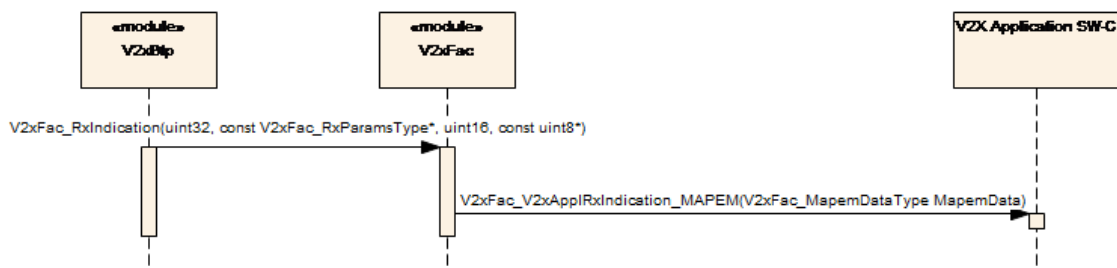 «module»
V2xBtp
«module»
V2xFac
V2X Application SW-C
V2xFac_RxIndication(uint32, const V2xFac_RxParamsType*, uint16, const uint8*)
V2xFac_V2xApplRxIndication_MAPEM(V2xFac_MapemDataType MapemData)